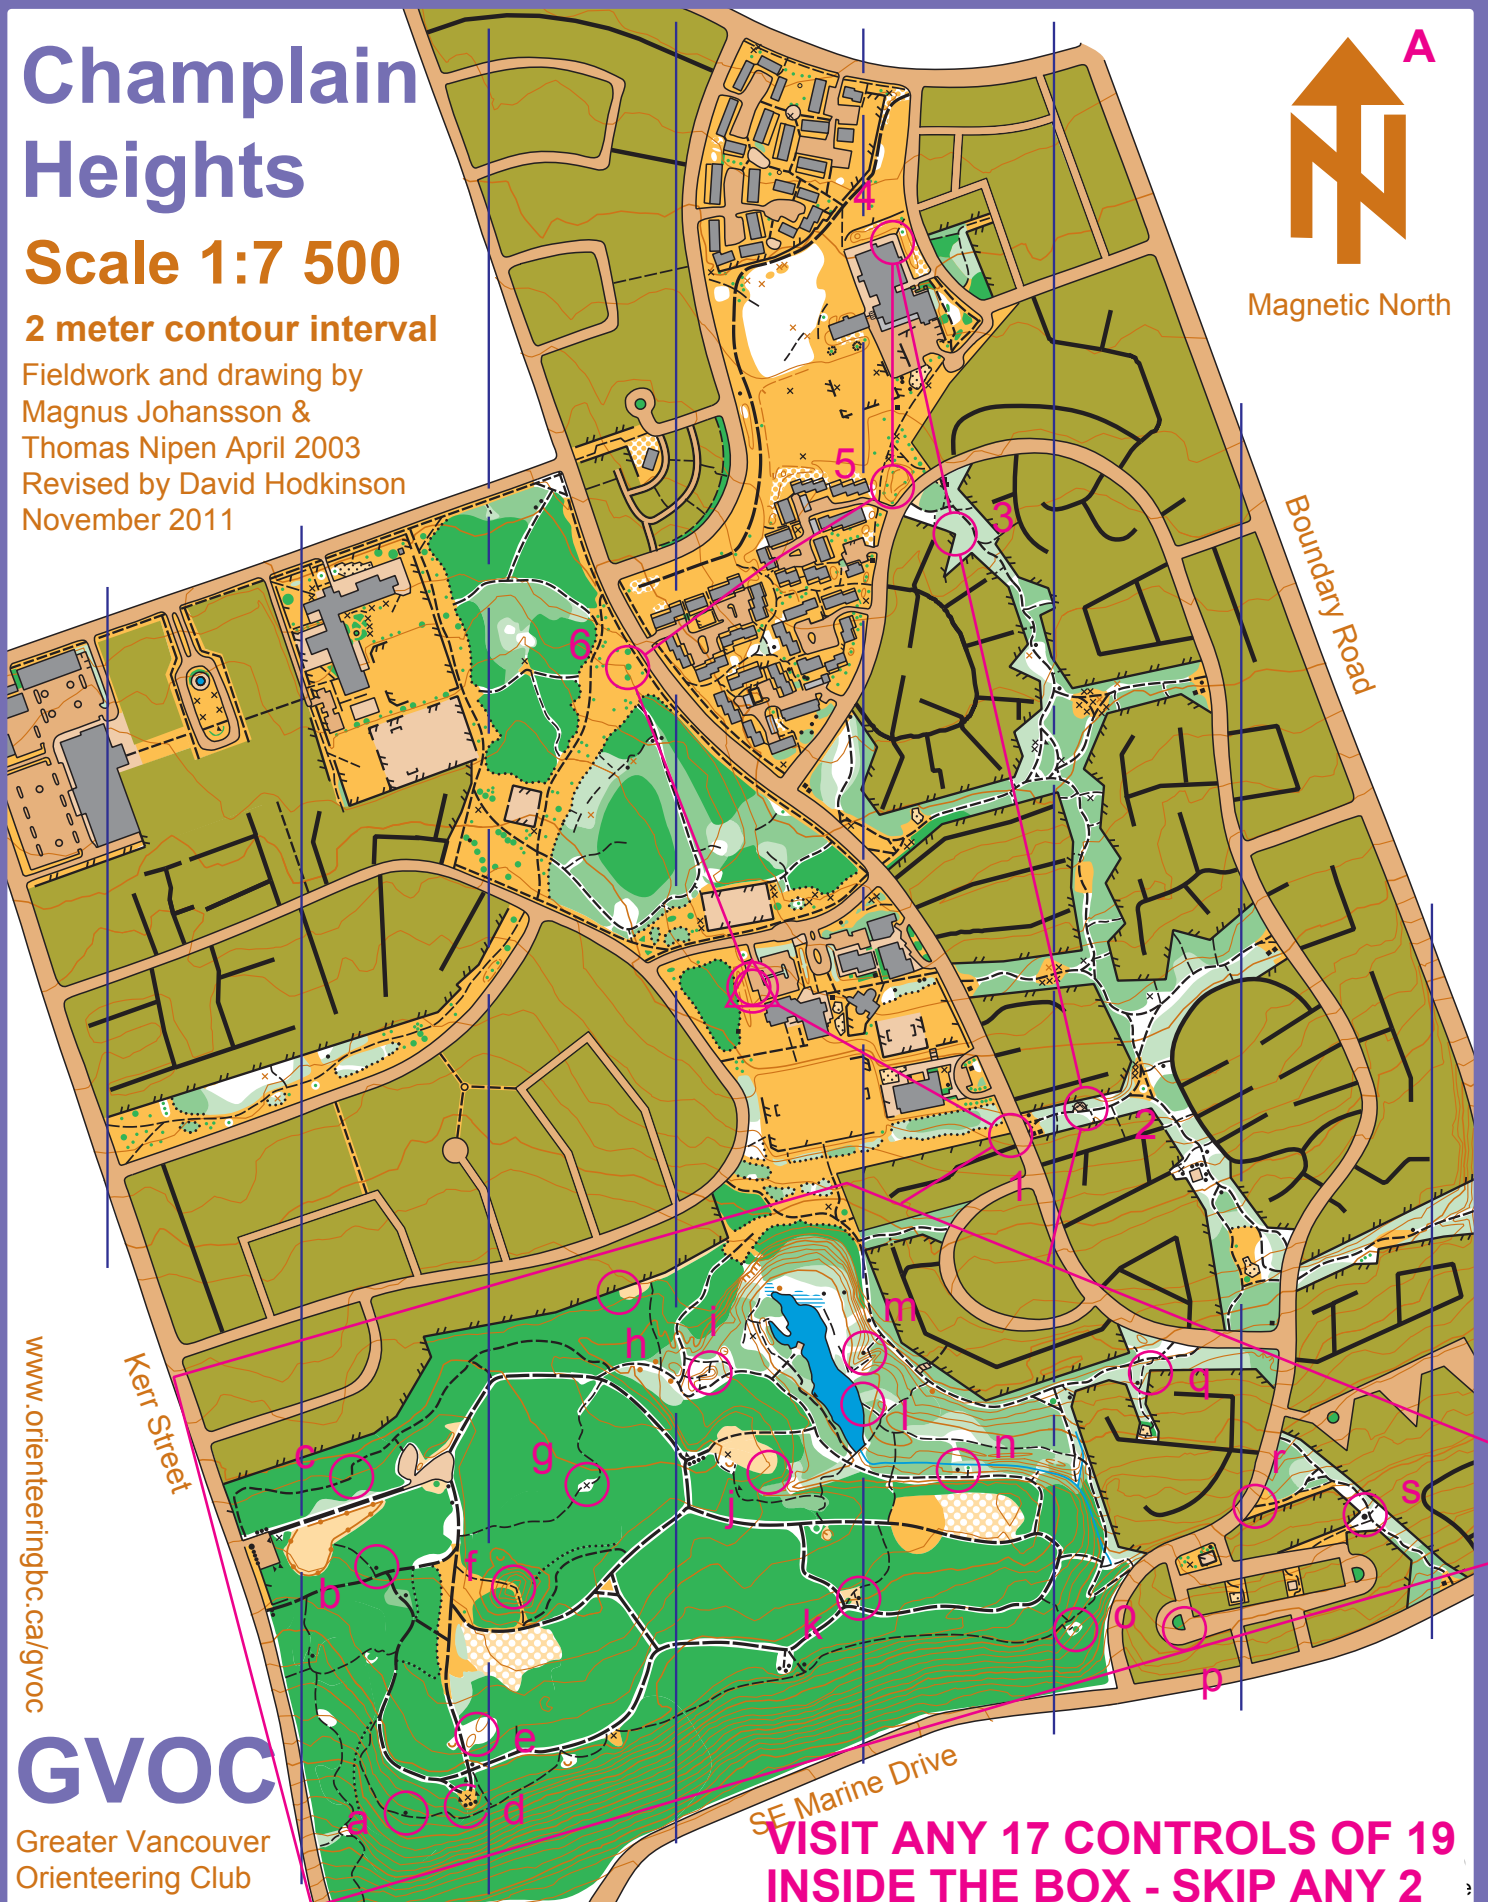 Champlain
Heights
Scale 1:7 500
2 meter contour interval
Fieldwork and drawing by
Magnus Johansson &
Thomas Nipen April 2003
Revised by David Hodkinson
November 2011
A
Magnetic North
4
5
3
Boundary Road
6
2
1
m
i
h
l
q
n
r
s
c
g
j
f
b
k
o
p
e
a
d
Kerr Street
www.orienteeringbc.ca/gvoc
SE Marine Drive
GVOC
Greater Vancouver
Orienteering Club
VISIT ANY 17 CONTROLS OF 19
INSIDE THE BOX - SKIP ANY 2